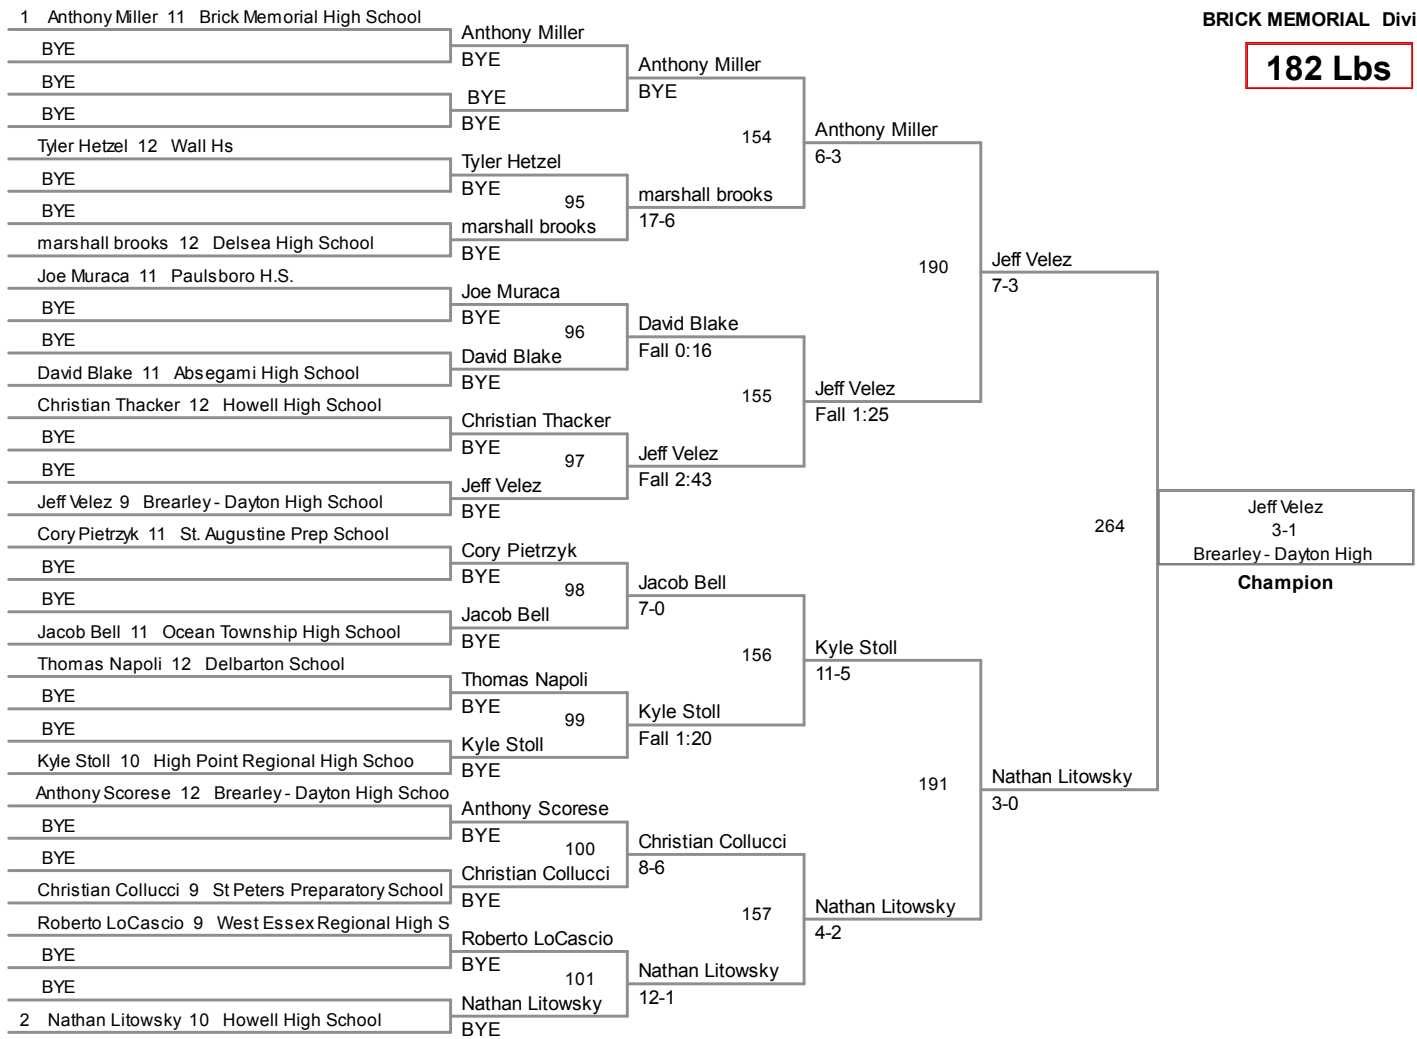 1 Anthony Miller 11 Brick Memorial High School
BYE
BYE
BYE
Tyler Hetzel 12 Wall Hs
BYE
BYE
marshall brooks 12 Delsea High School
Joe Muraca 11 Paulsboro H.S.
BYE
BYE
David Blake 11 Absegami High School
Christian Thacker 12 Howell High School
BYE
BYE
Jeff Velez 9 Brearley - Dayton High School
Cory Pietrzyk 11 St. Augustine Prep School
BYE
BYE
Jacob Bell 11 Ocean Township High School
Thomas Napoli 12 Delbarton School
BYE
BYE
Kyle Stoll 10 High Point Regional High Schoo
Anthony Scorese 12 Brearley - Dayton High Schoo
BYE
BYE
Christian Collucci 9 St Peters Preparatory School
Roberto LoCascio 9 West Essex Regional High S
BYE
BYE
2 Nathan Litowsky 10 Howell High School
Anthony Miller
BYE
BYE
BYE
Tyler Hetzel
BYE
95
marshall brooks
BYE
Joe Muraca
BYE
96
David Blake
BYE
Christian Thacker
BYE
97
Jeff Velez
BYE
Cory Pietrzyk
BYE
98
Jacob Bell
BYE
Thomas Napoli
BYE
99
Kyle Stoll
BYE
Anthony Scorese
BYE
100
Christian Collucci
BYE
Roberto LoCascio
BYE
101
Nathan Litowsky
BYE
Anthony Miller
BYE
154
marshall brooks
17-6
David Blake
Fall 0:16
155
Jeff Velez
Fall 2:43
Jacob Bell
7-0
156
Kyle Stoll
Fall 1:20
Christian Collucci
8-6
157
Nathan Litowsky
12-1
Anthony Miller
6-3
190
Jeff Velez
Fall 1:25
Kyle Stoll
11-5
191
Nathan Litowsky
4-2
Jeff Velez
7-3
264
Nathan Litowsky
3-0
BRICK MEMORIAL Divi
182 Lbs
Jeff Velez
3-1
Brearley - Dayton High
Champion